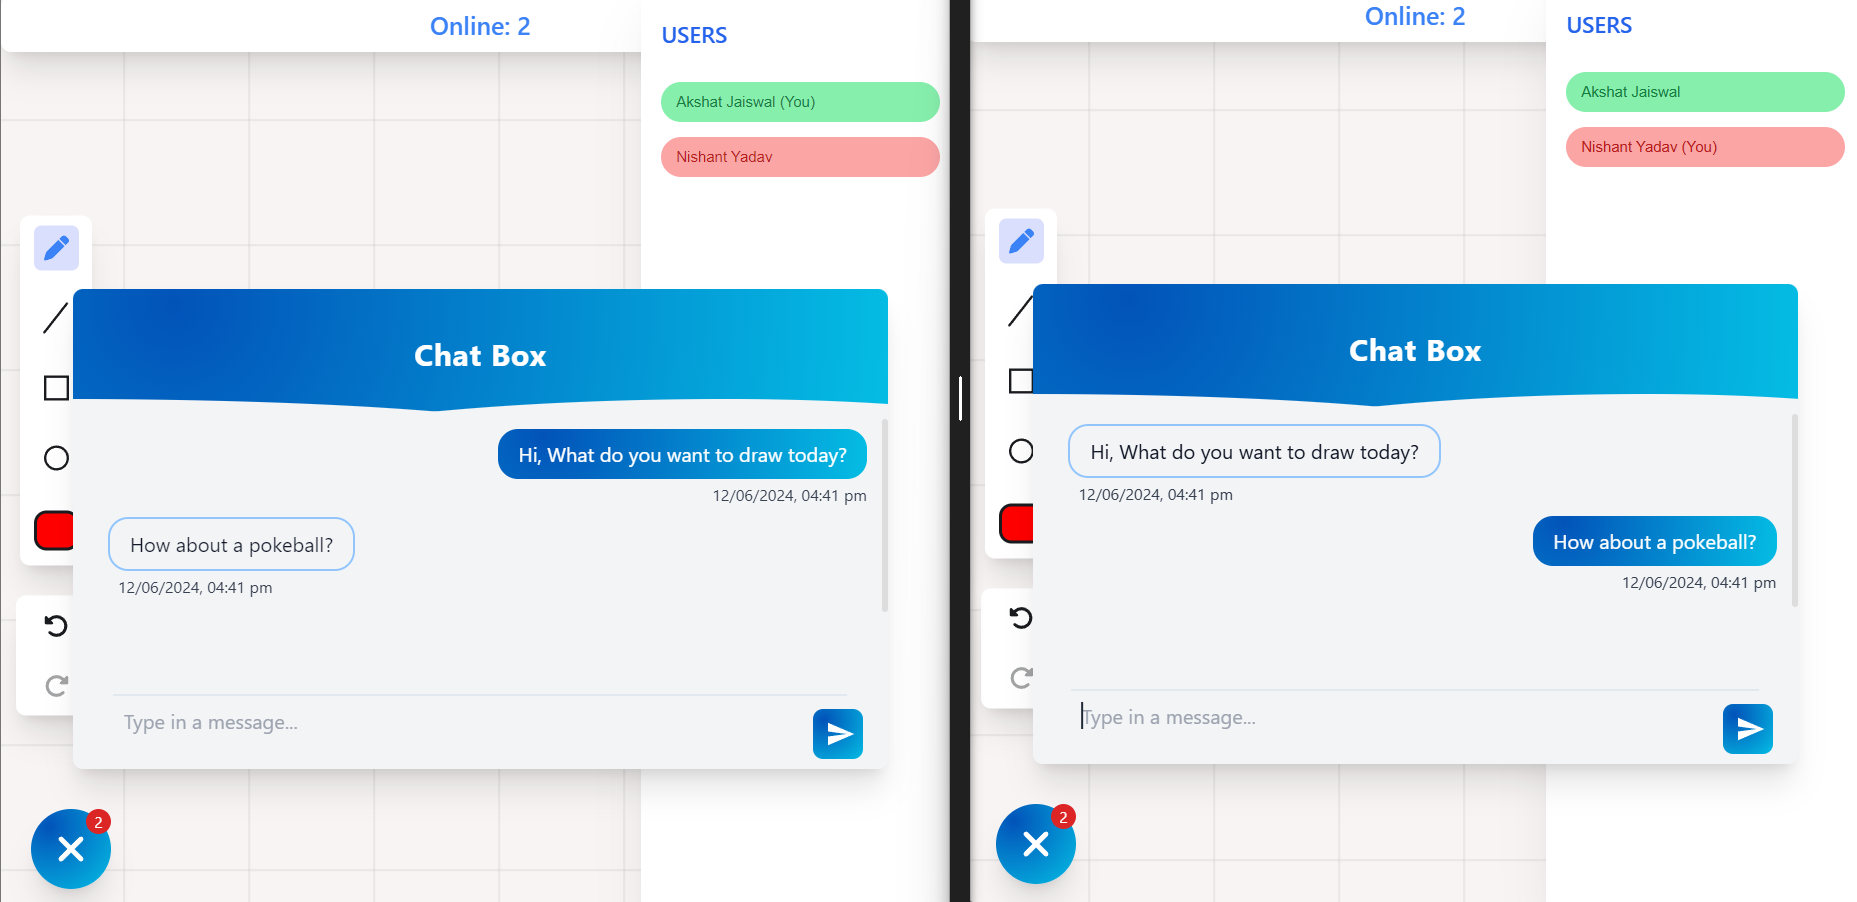 Online: 2
USERS
Akshat Jaiswal (You)
Nishant Yadav
Chat Box
Hi, What do you want to draw today?
12/06/2024, 04:41 pm
How about a pokeball?
12/06/2024, 04:41 pm
Type in a message...
2
Online: 2
USERS
Akshat Jaiswal
Nishant Yadav (You)
Chat Box
Hi, What do you want to draw today?
12/06/2024, 04:41 pm
How about a pokeball?
12/06/2024, 04:41 pm
Type in a message...
2